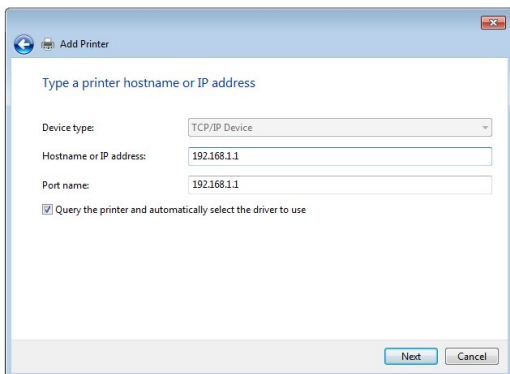 Add Printer
Type a printer hostname or IP address
Device type: TCP/IP Device
Hostname or IP address: 192.168.1.1
Port name: 192.168.1.1
Query the printer and automatically select the driver to use
Next Cancel